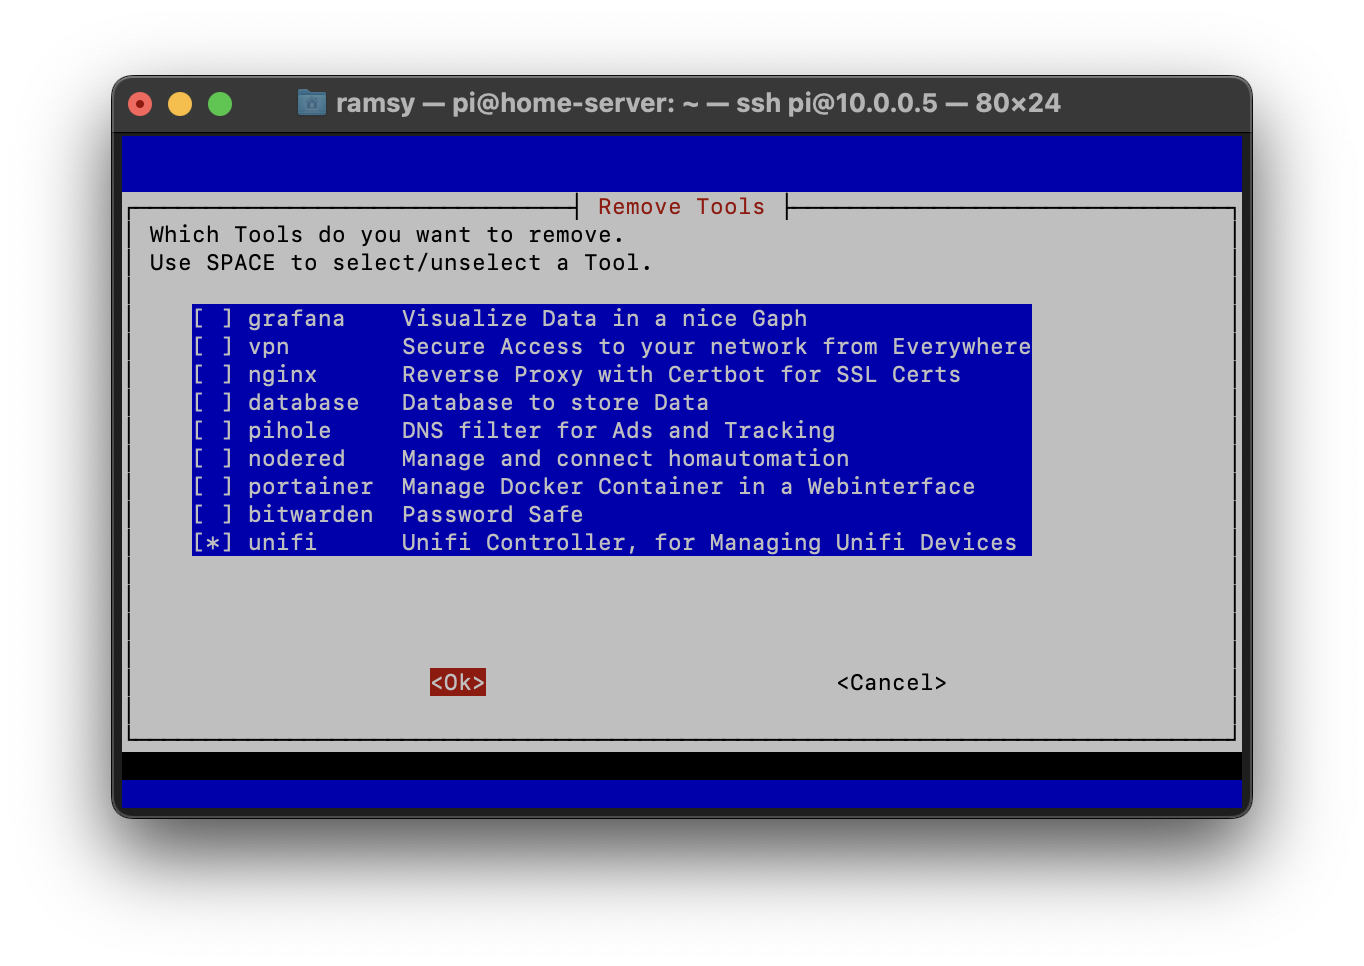 ramsy — pi@home-server: ~ — ssh pi@10.0.0.5 — 80×24
Remove Tools
Which Tools do you want to remove.
Use SPACE to select/unselect a Tool.
[ ] grafana    Visualize Data in a nice Gaph
[ ] vpn        Secure Access to your network from Everywhere
[ ] nginx      Reverse Proxy with Certbot for SSL Certs
[ ] database   Database to store Data
[ ] pihole     DNS filter for Ads and Tracking
[ ] nodered    Manage and connect homautomation
[ ] portainer  Manage Docker Container in a Webinterface
[ ] bitwarden  Password Safe
[*] unifi      Unifi Controller, for Managing Unifi Devices
<Ok> <Cancel>